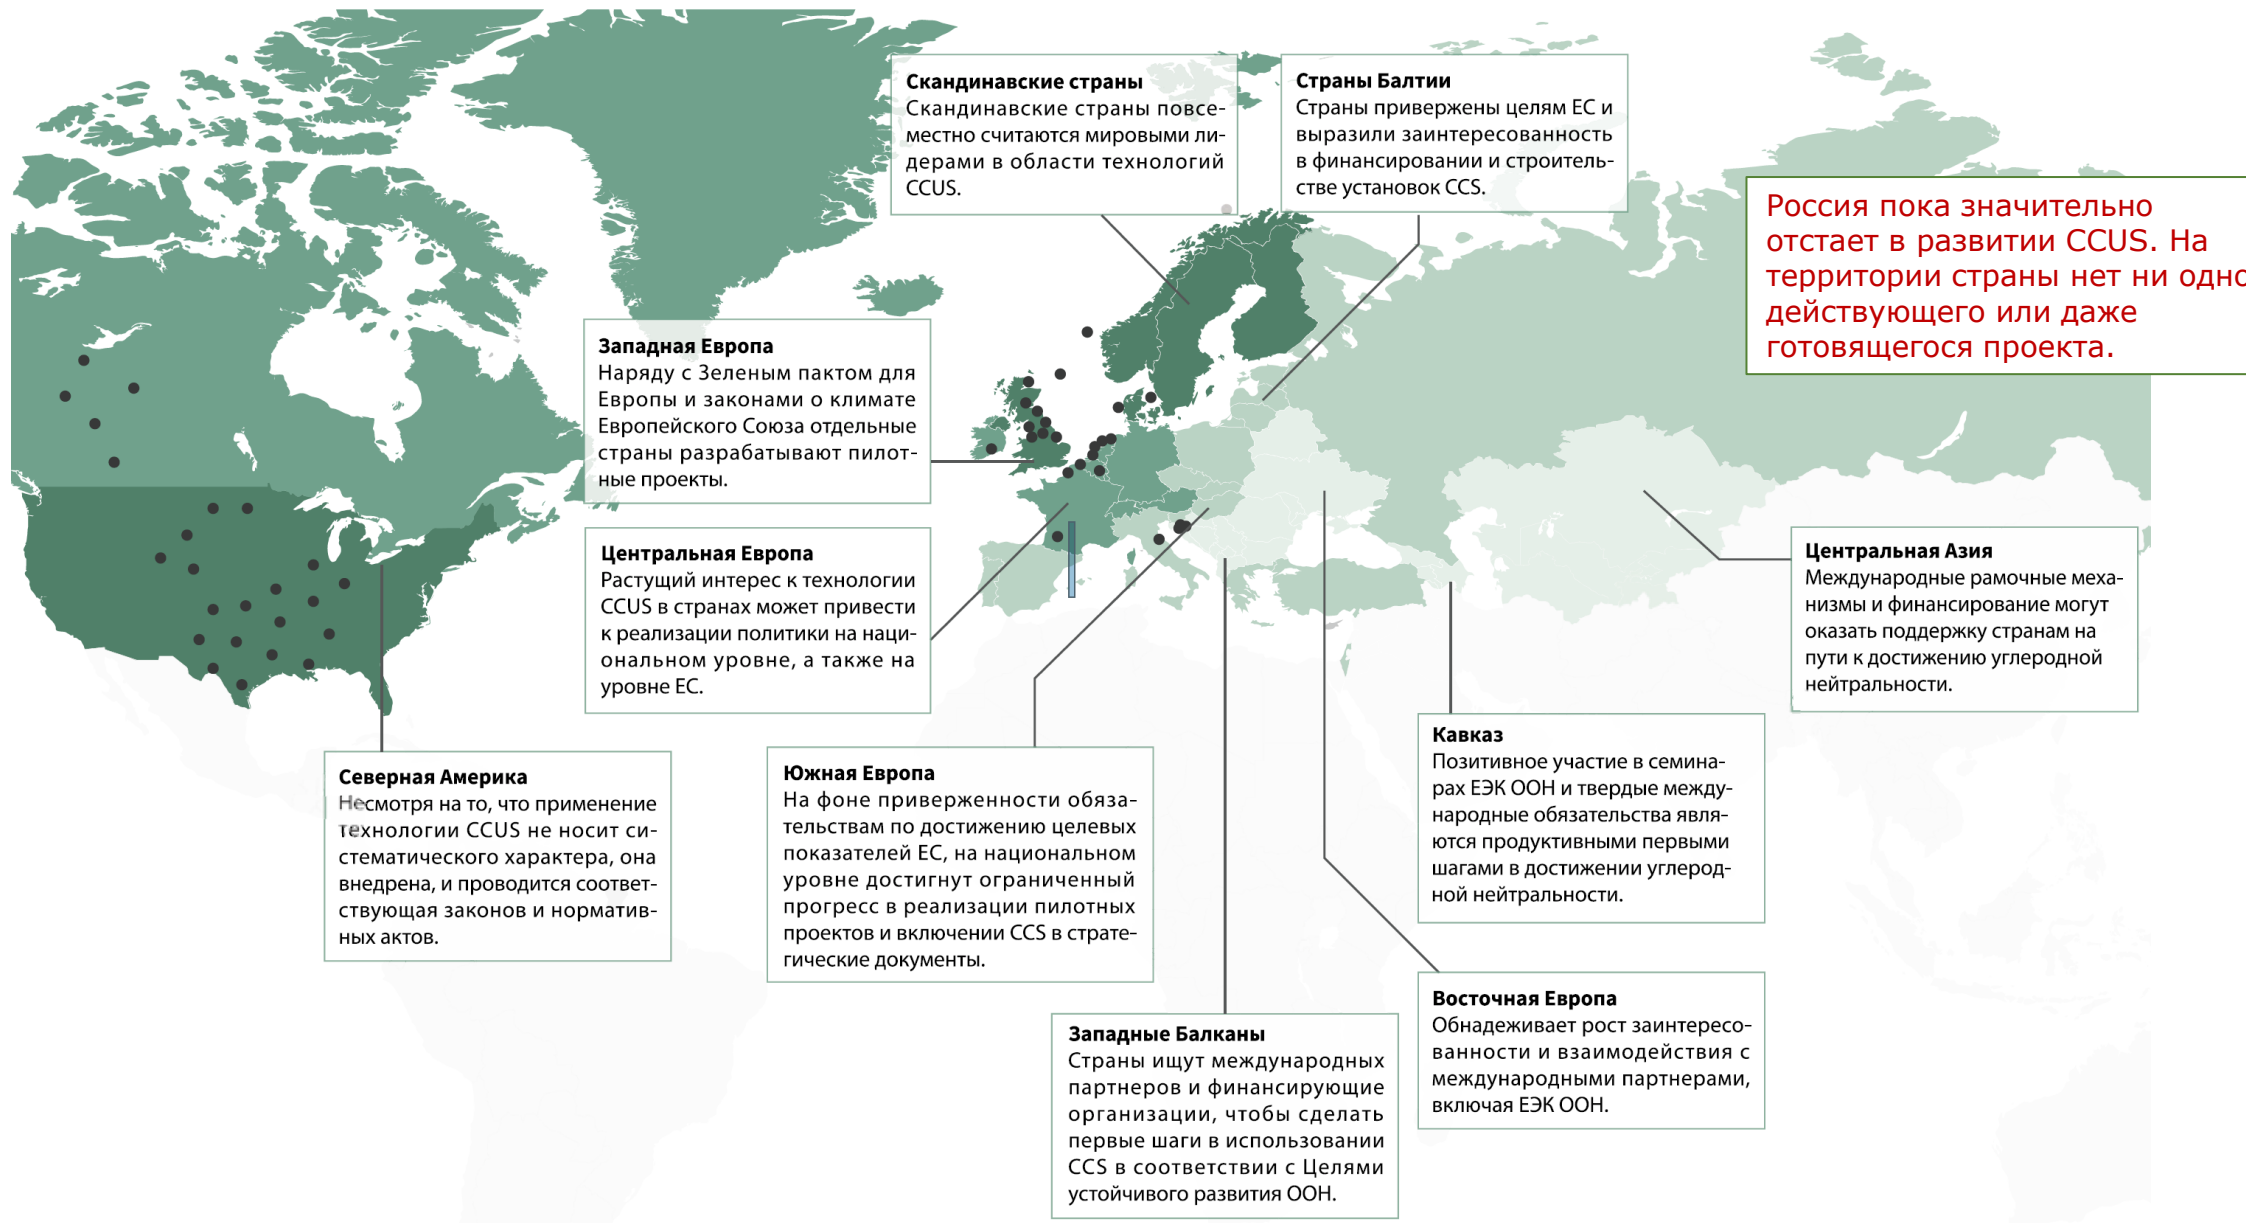 Скандинавские страны
Скандинавские страны повсе-
местно считаются мировыми ли-
дерами в области технологий
CCUS.
Страны Балтии
Страны привержены целям ЕС и
выразили заинтересованность
в финансировании и строитель-
стве установок CCS.
Россия пока значительно
отстает в развитии CCUS. На
территории страны нет ни одно
действующего или даже
готовящегося проекта.
Западная Европа
Наряду с Зеленым пактом для
Европы и законами о климате
Европейского Союза отдельные
страны разрабатывают пилот-
ные проекты.
Центральная Европа
Растущий интерес к технологии
CCUS в странах может привести
к реализации политики на наци-
ональном уровне, а также на
уровне ЕС.
Центральная Азия
Международные рамочные меха-
низмы и финансирование могут
оказать поддержку странам на
пути к достижению углеродной
нейтральности.
Северная Америка
Несмотря на то, что применение
технологии CCUS не носит си-
стематического характера, она
внедрена, и проводится соответ-
ствующая законов и норматив-
ных актов.
Южная Европа
На фоне приверженности обяза-
тельствам по достижению целевых
показателей ЕС, на национальном
уровне достигнут ограниченный
прогресс в реализации пилотных
проектов и включении CCS в страте-
гические документы.
Кавказ
Позитивное участие в семина-
рах ЕЭК ООН и твердые между-
народные обязательства явля-
ются продуктивными первыми
шагами в достижении углерод-
ной нейтральности.
Западные Балканы
Страны ищут международных
партнеров и финансирующие
организации, чтобы сделать
первые шаги в использовании
CCS в соответствии с Целями
устойчивого развития ООН.
Восточная Европа
Обнадеживает рост заинтересо-
ванности и взаимодействия с
международными партнерами,
включая ЕЭК ООН.